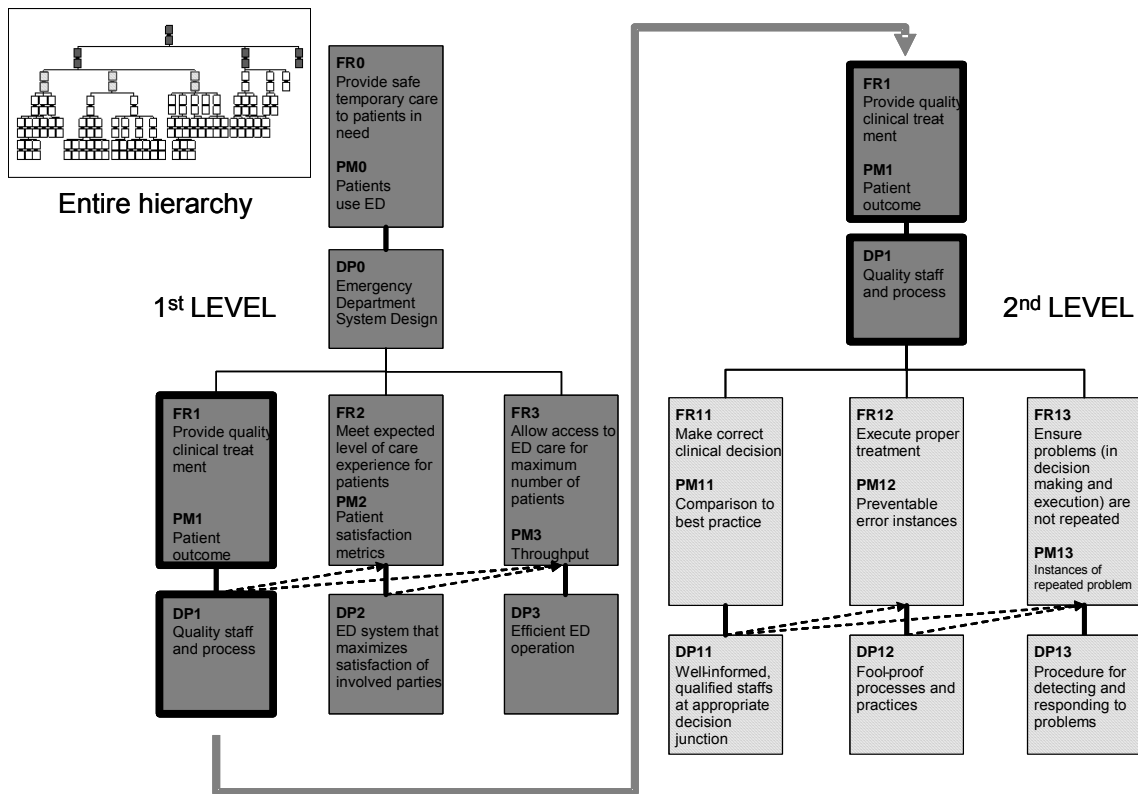 Entire hierarchy
1st LEVEL
FR0
Provide safe
temporary care
to patients in
need
PM0
Patients
use ED
DP0
Emergency
Department
System Design
FR1
Provide quality
clinical treat-
ment
PM1
Patient
outcome
DP1
Quality staff
and process
FR2
Meet expected
level of care
experience for
patients
PM2
Patient
satisfaction
metrics
DP2
ED system that
maximizes
satisfaction of
involved parties
FR3
Allow access to
ED care for
maximum
number of
patients
PM3
Throughput
DP3
Efficient ED
operation
2nd LEVEL
FR1
Provide quality
clinical treat-
ment
PM1
Patient
outcome
DP1
Quality staff
and process
FR11
Make correct
clinical decision
PM11
Comparison to
best practice
DP11
Well-informed,
qualified staffs
at appropriate
decision
junction
FR12
Execute proper
treatment
PM12
Preventable
error instances
DP12
Fool-proof
processes and
practices
FR13
Ensure
problems (in
decision
making and
execution) are
not repeated
PM13
Instances of
repeated problem
DP13
Procedure for
detecting and
responding to
problems